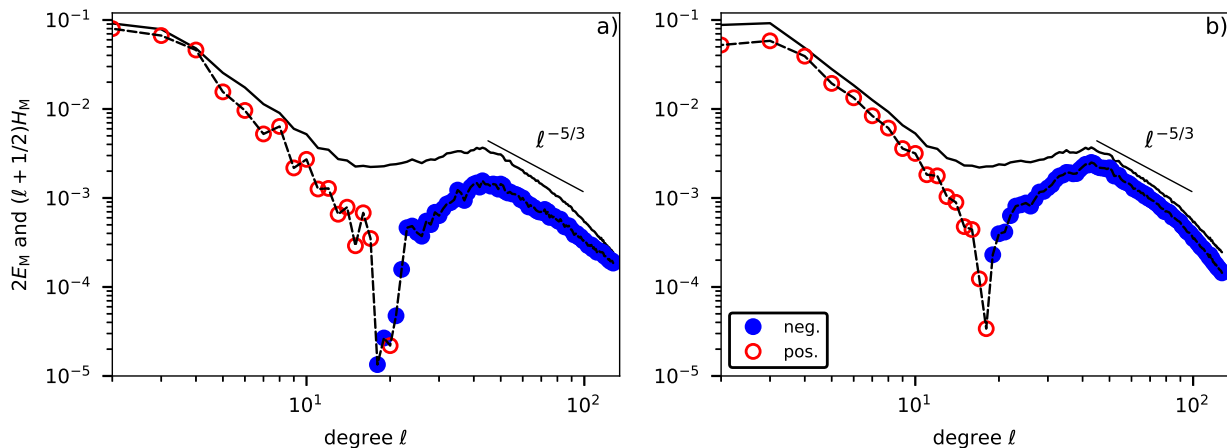 2E_M and (ℓ + 1/2)H_M
10^{-1}
10^{-2}
10^{-3}
10^{-4}
10^{-5}
a)
ℓ^{-5/3}
10^1
10^2
degree ℓ
10^{-1}
10^{-2}
10^{-3}
10^{-4}
10^{-5}
b)
ℓ^{-5/3}
neg.
pos.
10^1
10^2
degree ℓ